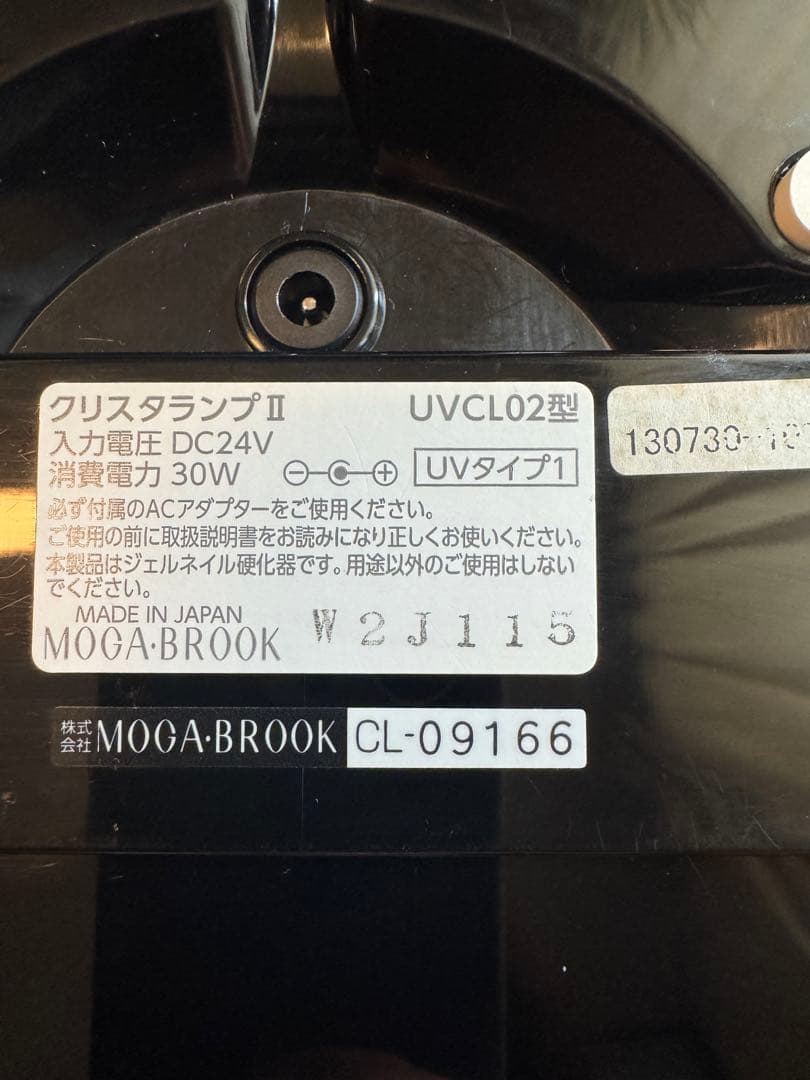 クリスタランプⅡ UVCL02型
入力電圧 DC24V
消費電力 30W ⊖-●-⊕ UVタイプ1
必ず付属のACアダプターをご使用ください。
ご使用の前に取扱説明書をお読みになり正しくお使いください。
本製品はジェルネイル硬化器です。用途以外のご使用はしない
でください。
MADE IN JAPAN
MOGA・BROOK W2J115
130730-
株式会社 MOGA・BROOK CL-09166